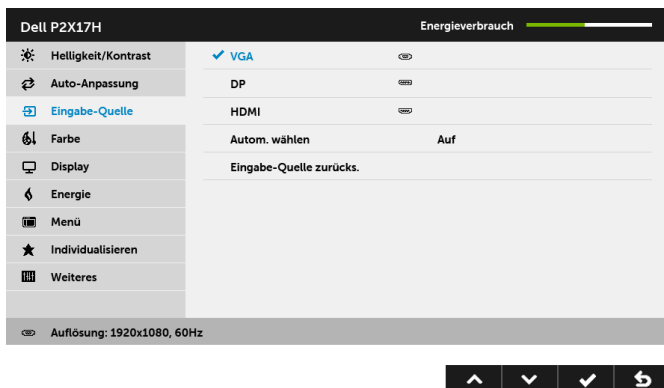 Dell P2X17H
Energieverbrauch
Helligkeit/Kontrast
VGA
Auto-Anpassung
DP
Eingabe-Quelle
HDMI
Farbe
Autom. wählen Auf
Display
Eingabe-Quelle zurücks.
Energie
Menü
Individualisieren
Weiteres
Auflösung: 1920x1080, 60Hz